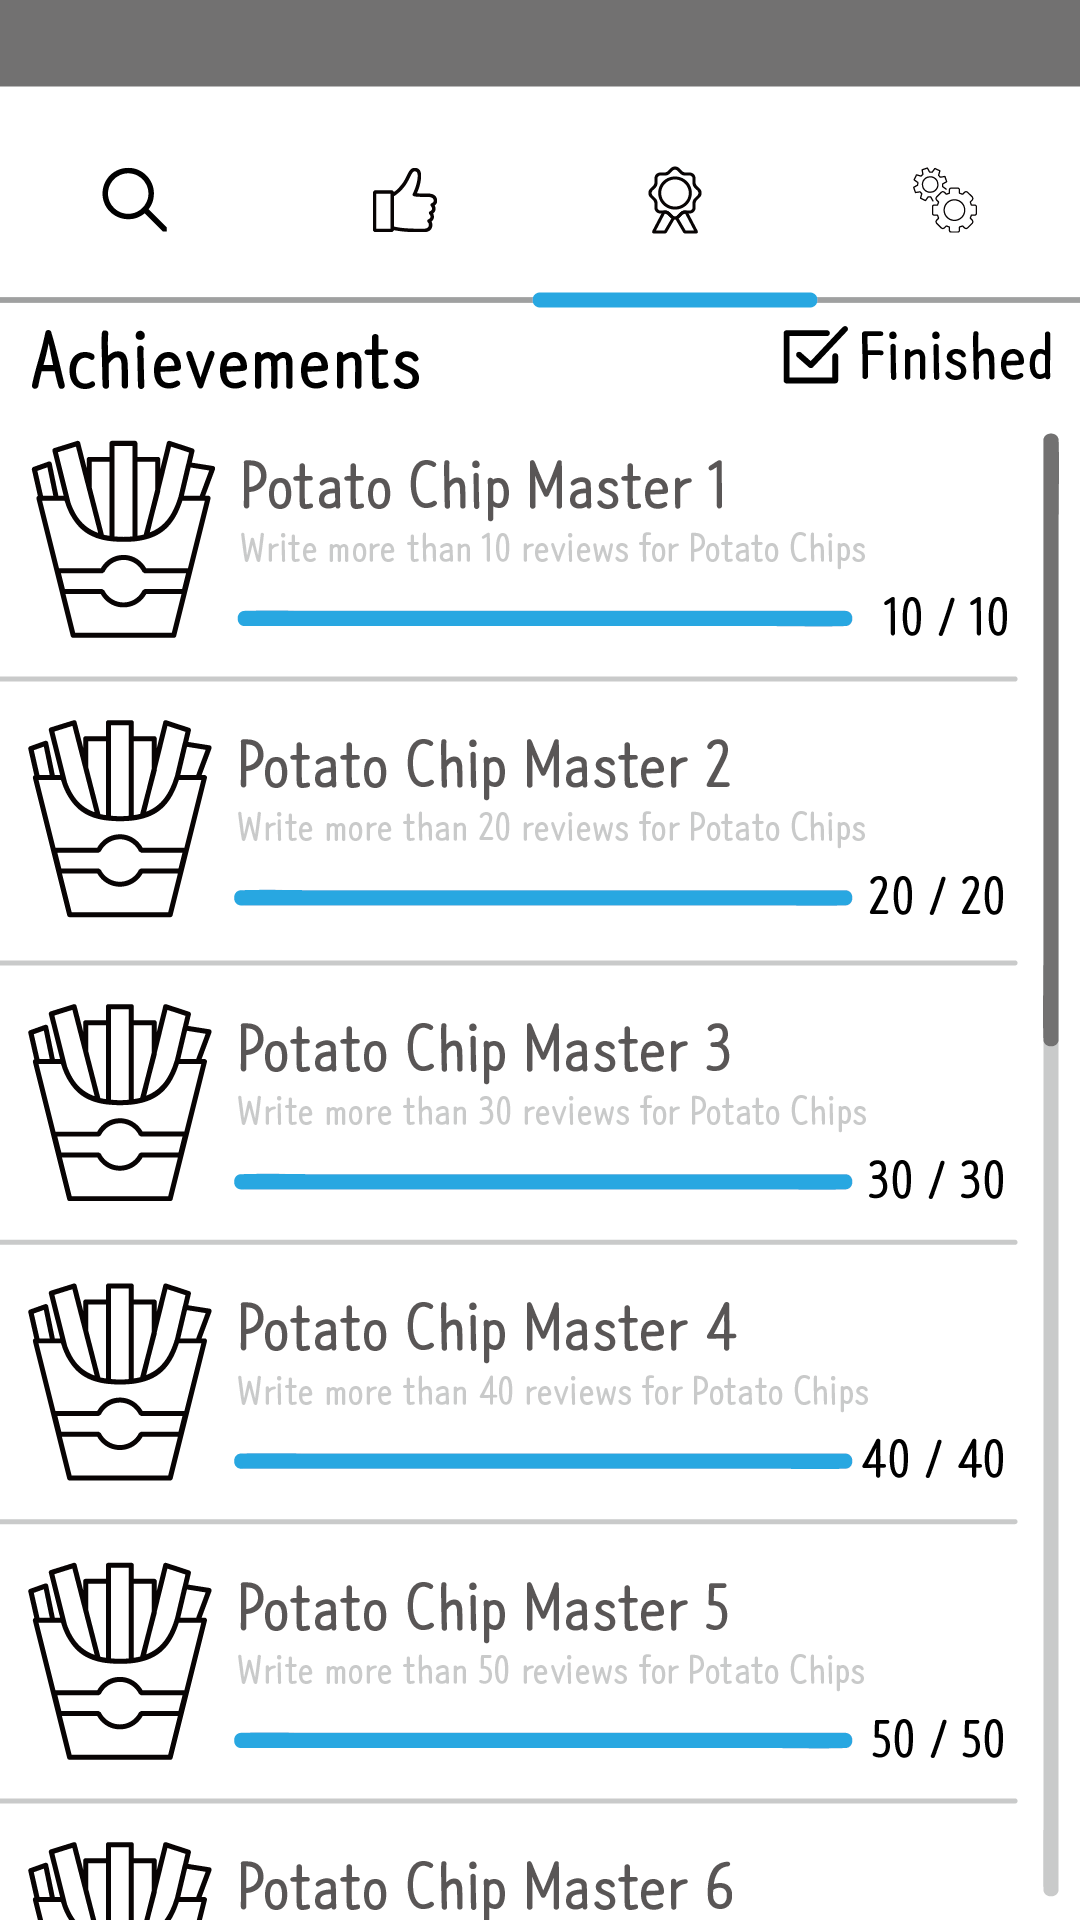 Achievements
Finished
Potato Chip Master 1
Write more than 10 reviews for Potato Chips
10 / 10
Potato Chip Master 2
Write more than 20 reviews for Potato Chips
20 / 20
Potato Chip Master 3
Write more than 30 reviews for Potato Chips
30 / 30
Potato Chip Master 4
Write more than 40 reviews for Potato Chips
40 / 40
Potato Chip Master 5
Write more than 50 reviews for Potato Chips
50 / 50
Potato Chip Master 6